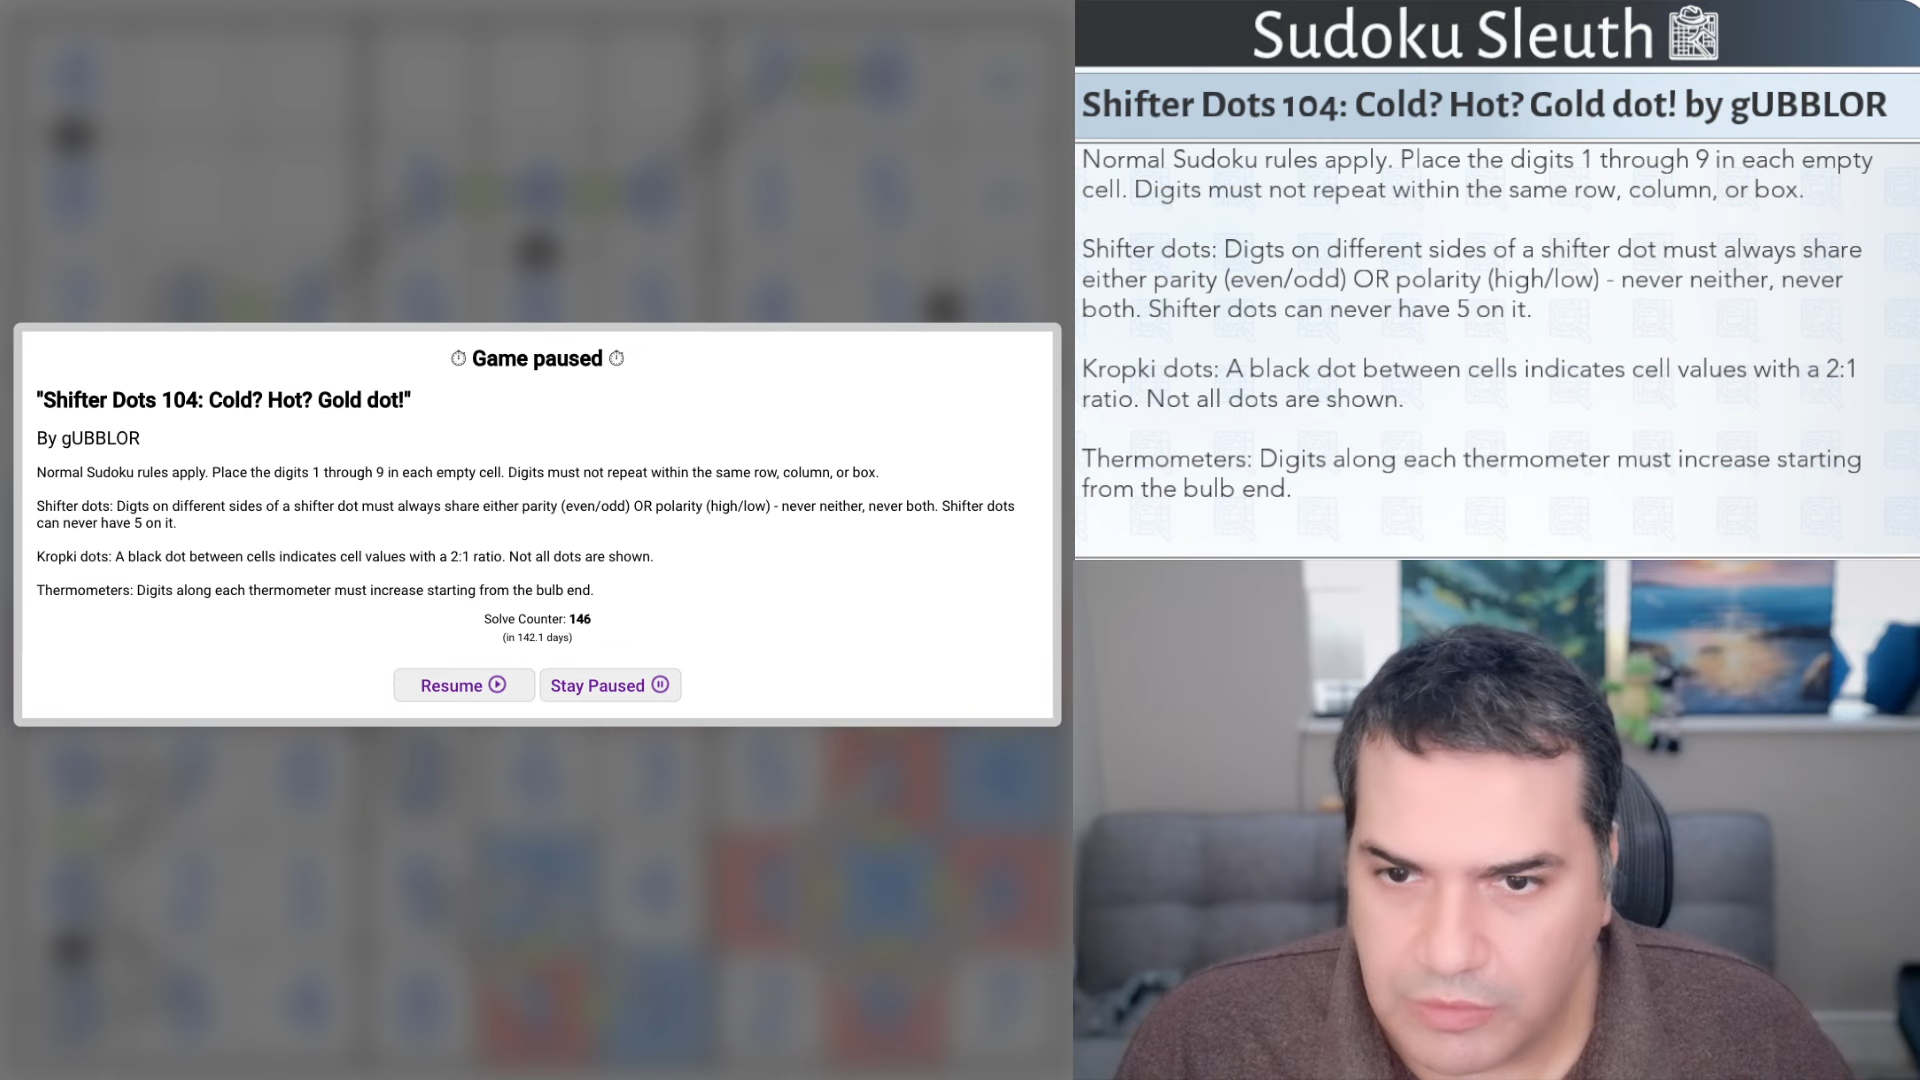 Sudoku Sleuth
Shifter Dots 104: Cold? Hot? Gold dot! by gUBBLOR
Normal Sudoku rules apply. Place the digits 1 through 9 in each empty
cell. Digits must not repeat within the same row, column, or box.
Shifter dots: Digts on different sides of a shifter dot must always share
either parity (even/odd) OR polarity (high/low) - never neither, never
both. Shifter dots can never have 5 on it.
Kropki dots: A black dot between cells indicates cell values with a 2:1
ratio. Not all dots are shown.
Thermometers: Digits along each thermometer must increase starting
from the bulb end.
Game paused
"Shifter Dots 104: Cold? Hot? Gold dot!"
By gUBBLOR
Normal Sudoku rules apply. Place the digits 1 through 9 in each empty cell. Digits must not repeat within the same row, column, or box.
Shifter dots: Digts on different sides of a shifter dot must always share either parity (even/odd) OR polarity (high/low) - never neither, never both. Shifter dots
can never have 5 on it.
Kropki dots: A black dot between cells indicates cell values with a 2:1 ratio. Not all dots are shown.
Thermometers: Digits along each thermometer must increase starting from the bulb end.
Solve Counter: 146
(in 142.1 days)
Resume
Stay Paused